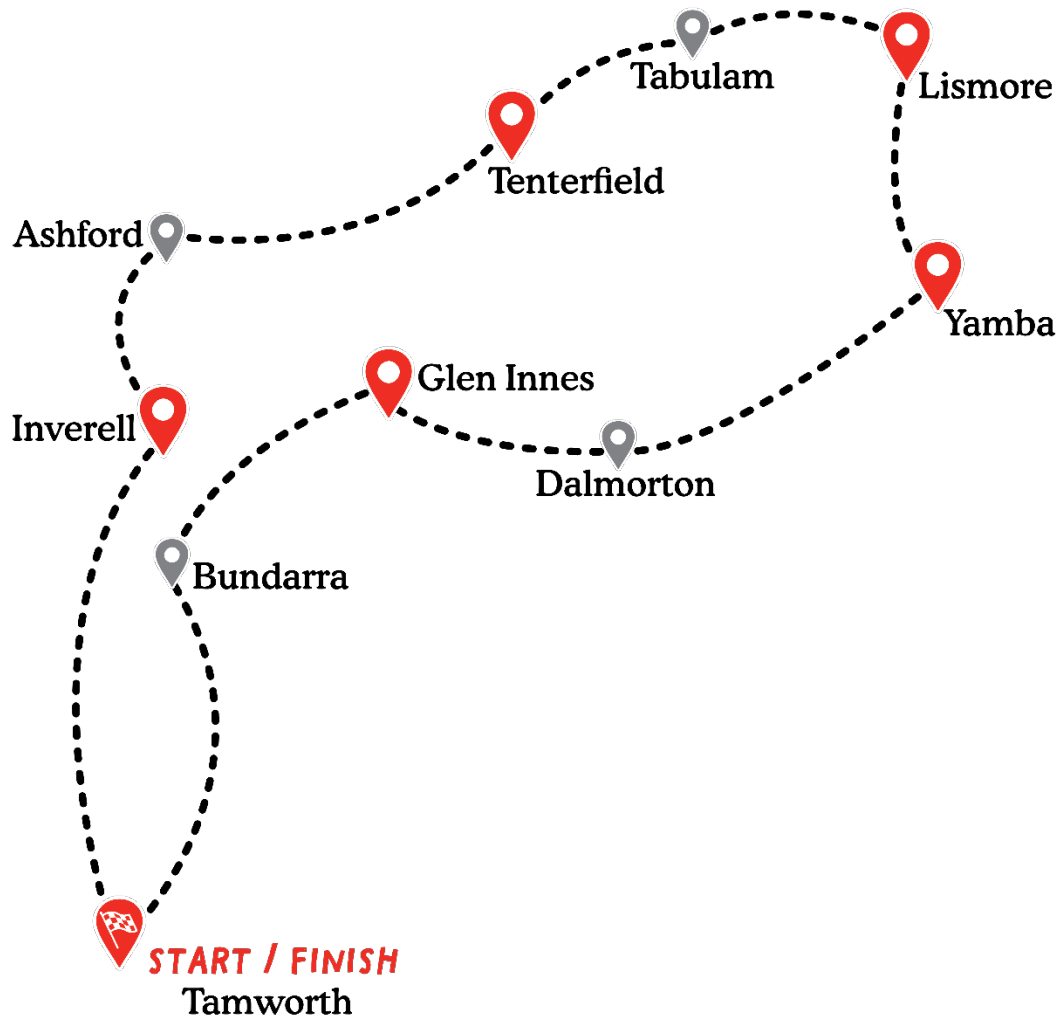 Tabulam
Lismore
Tenterfield
Ashford
Yamba
Glen Innes
Inverell
Dalmorton
Bundarra
START / FINISH
Tamworth